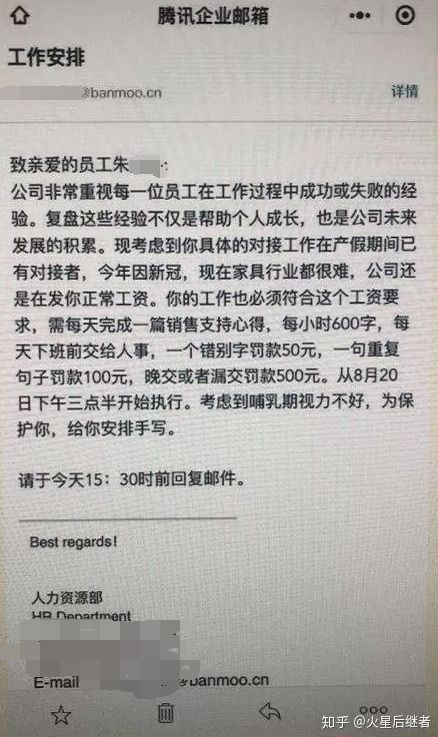 腾讯企业邮箱
工作安排
@banmoo.cn 详情
致亲爱的员工朱
公司非常重视每一位员工在工作过程中成功或失败的经
验。复盘这些经验不仅是帮助个人成长，也是公司未来
发展的积累。现考虑到你具体的对接工作在产假期间已
有对接者，今年因新冠，现在家具行业都很难，公司还
是在发你正常工资。你的工作也必须符合这个工资要
求，需每天完成一篇销售支持心得，每小时600字，每
天下班前交给人事，一个错别字罚款50元，一句重复
句子罚款100元，晚交或者漏交罚款500元。从8月20
日下午三点半开始执行。考虑到哺乳期视力不好，为保
护你，给你安排手写。
请于今天15：30时前回复邮件。
Best regards!
人力资源部
HR Department
E-mail @banmoo.cn
知乎 @火星后继者